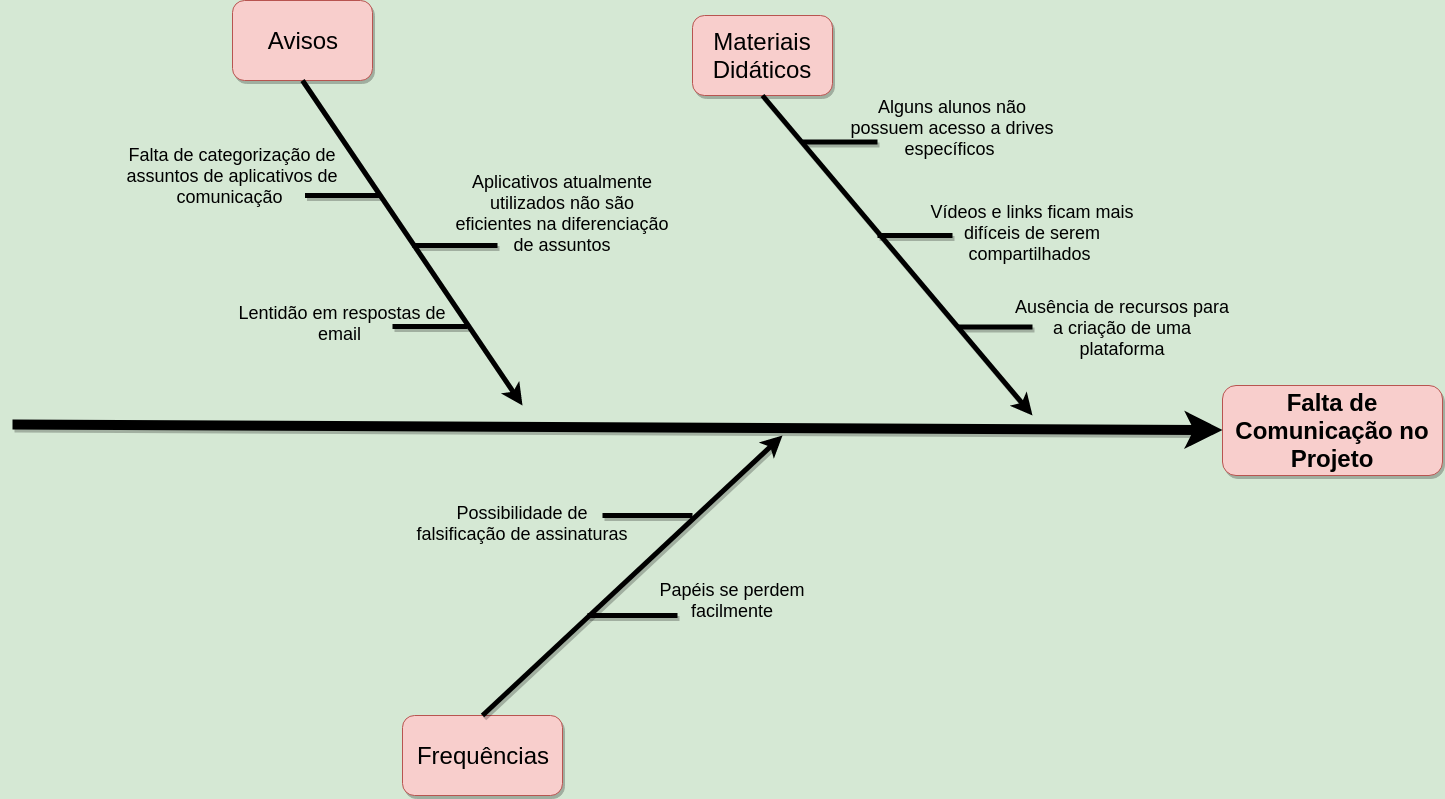 Avisos
Materiais
Didáticos
Falta de categorização de
assuntos de aplicativos de
comunicação
Aplicativos atualmente
utilizados não são
eficientes na diferenciação
de assuntos
Lentidão em respostas de
email
Alguns alunos não
possuem acesso a drives
específicos
Vídeos e links ficam mais
difíceis de serem
compartilhados
Ausência de recursos para
a criação de uma
plataforma
Falta de
Comunicação no
Projeto
Possibilidade de
falsificação de assinaturas
Papéis se perdem
facilmente
Frequências